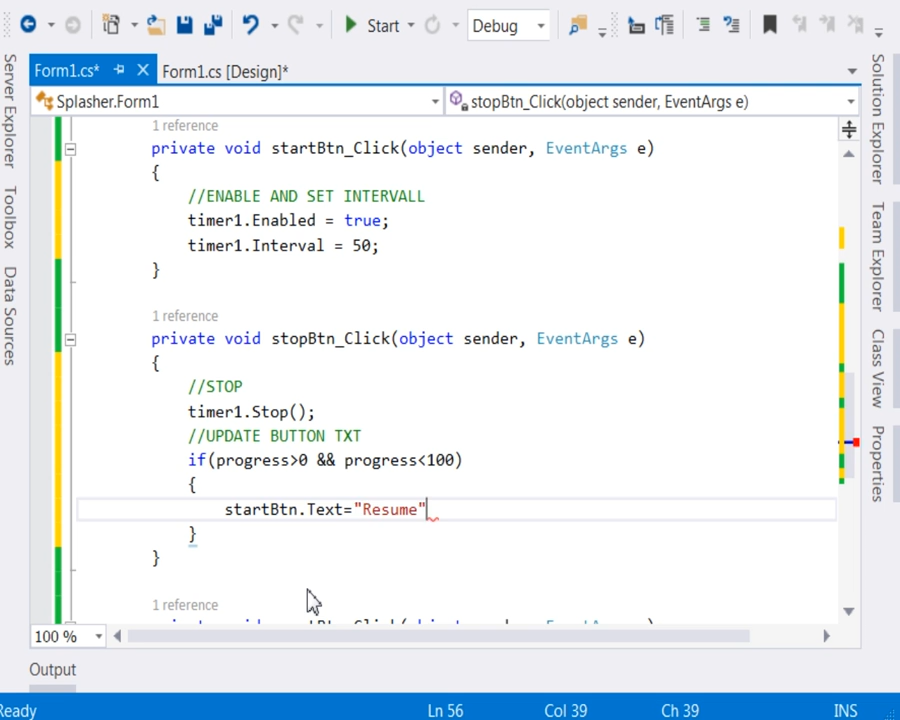 Start
Debug
Form1.cs*
Form1.cs [Design]*
Splasher.Form1
stopBtn_Click(object sender, EventArgs e)
Server Explorer
Toolbox
Data Sources
1 reference
private void startBtn_Click(object sender, EventArgs e)
{
//ENABLE AND SET INTERVALL
timer1.Enabled = true;
timer1.Interval = 50;
}
1 reference
private void stopBtn_Click(object sender, EventArgs e)
{
//STOP
timer1.Stop();
//UPDATE BUTTON TXT
if(progress>0 && progress<100)
{
startBtn.Text="Resume"
}
}
1 reference
Solution Explorer
Team Explorer
Class View
Properties
100 %
Output
Ready
Ln 56
Col 39
Ch 39
INS